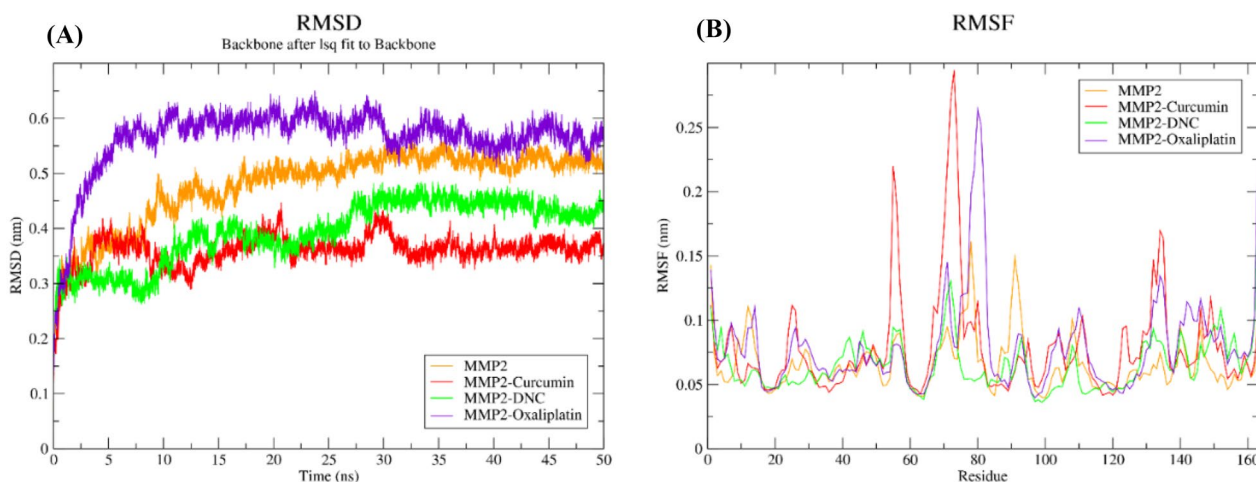 (A)
RMSD
Backbone after lsq fit to Backbone
RMSD (nm)
0.6
0.5
0.4
0.3
0.2
0.1
0
0 5 10 15 20 25 30 35 40 45 50
Time (ns)
MMP2
MMP2-Curcumin
MMP2-DNC
MMP2-Oxaliplatin
(B)
RMSF
RMSF (nm)
0.25
0.2
0.15
0.1
0.05
0
0 20 40 60 80 100 120 140 160
Residue
MMP2
MMP2-Curcumin
MMP2-DNC
MMP2-Oxaliplatin